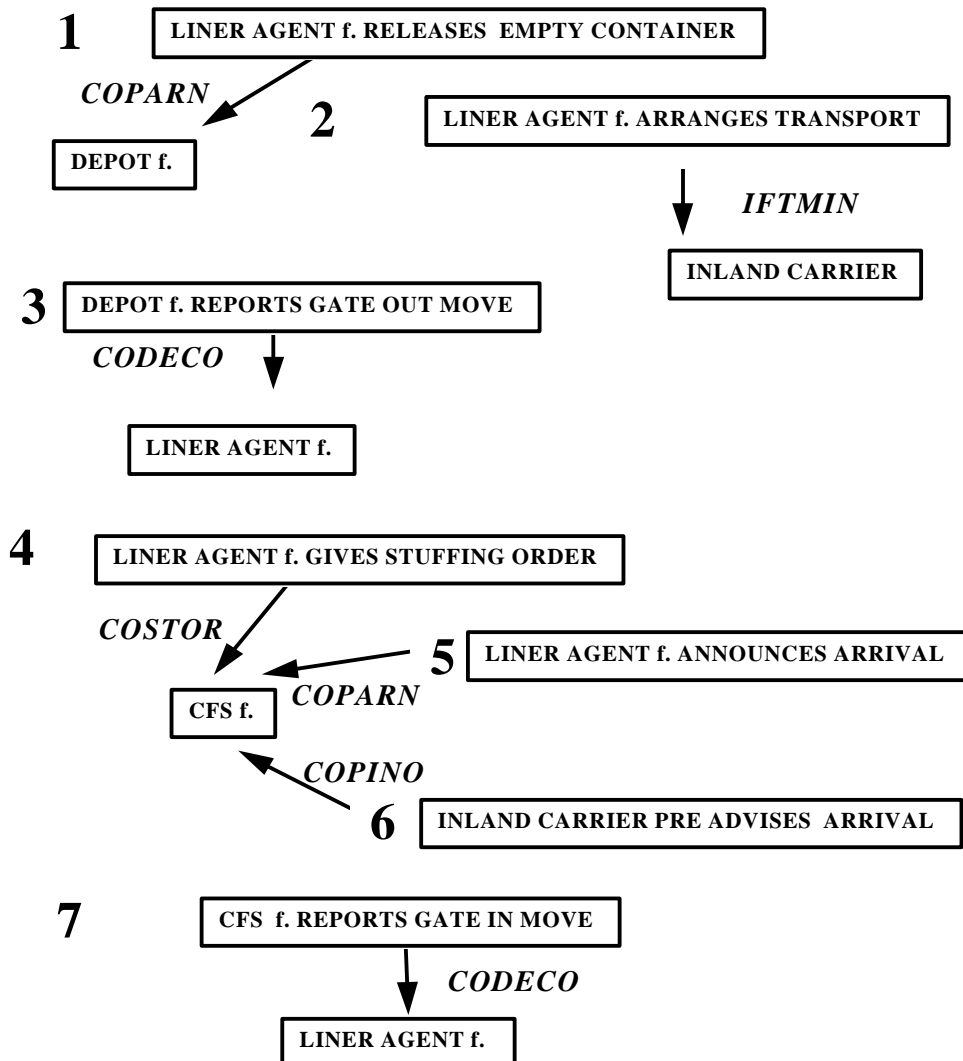 1 LINER AGENT f. RELEASES EMPTY CONTAINER
COPARN
2 LINER AGENT f. ARRANGES TRANSPORT
DEPOT f.
IFTMIN
INLAND CARRIER
3 DEPOT f. REPORTS GATE OUT MOVE
CODECO
LINER AGENT f.
4 LINER AGENT f. GIVES STUFFING ORDER
COSTOR
5 LINER AGENT f. ANNOUNCES ARRIVAL
COPARN
CFS f.
COPINO
6 INLAND CARRIER PRE ADVISES ARRIVAL
7 CFS f. REPORTS GATE IN MOVE
CODECO
LINER AGENT f.